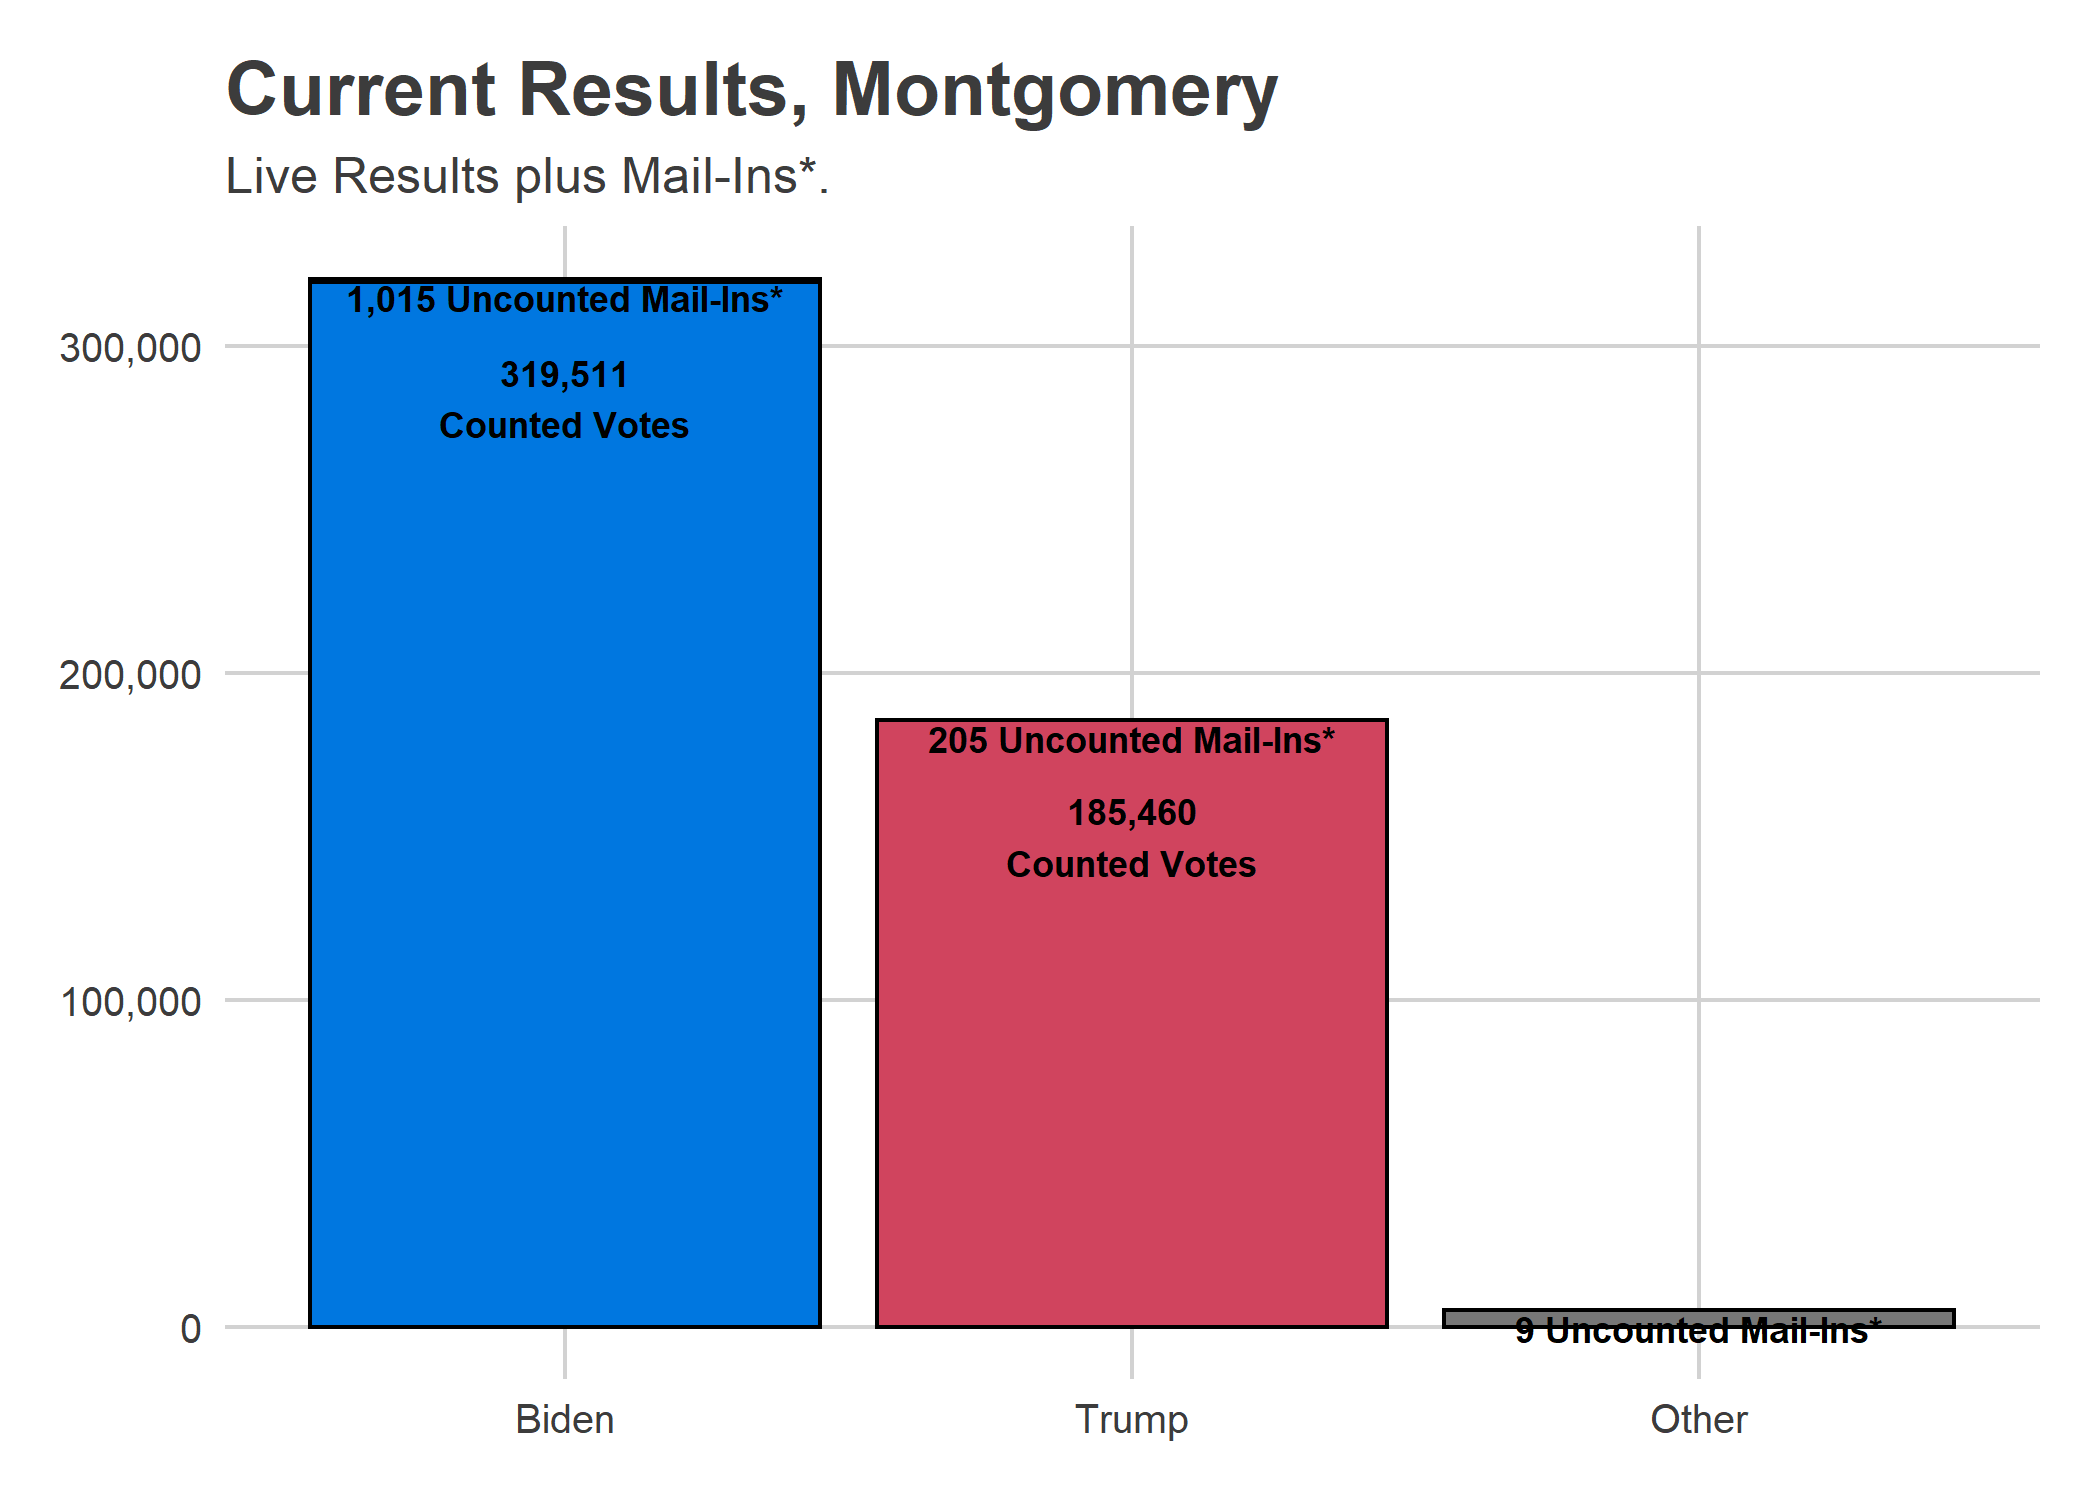 Current Results, Montgomery
Live Results plus Mail-Ins*.
300,000
200,000
100,000
0
1,015 Uncounted Mail-Ins*
319,511
Counted Votes
205 Uncounted Mail-Ins*
185,460
Counted Votes
9 Uncounted Mail-Ins*
Biden
Trump
Other